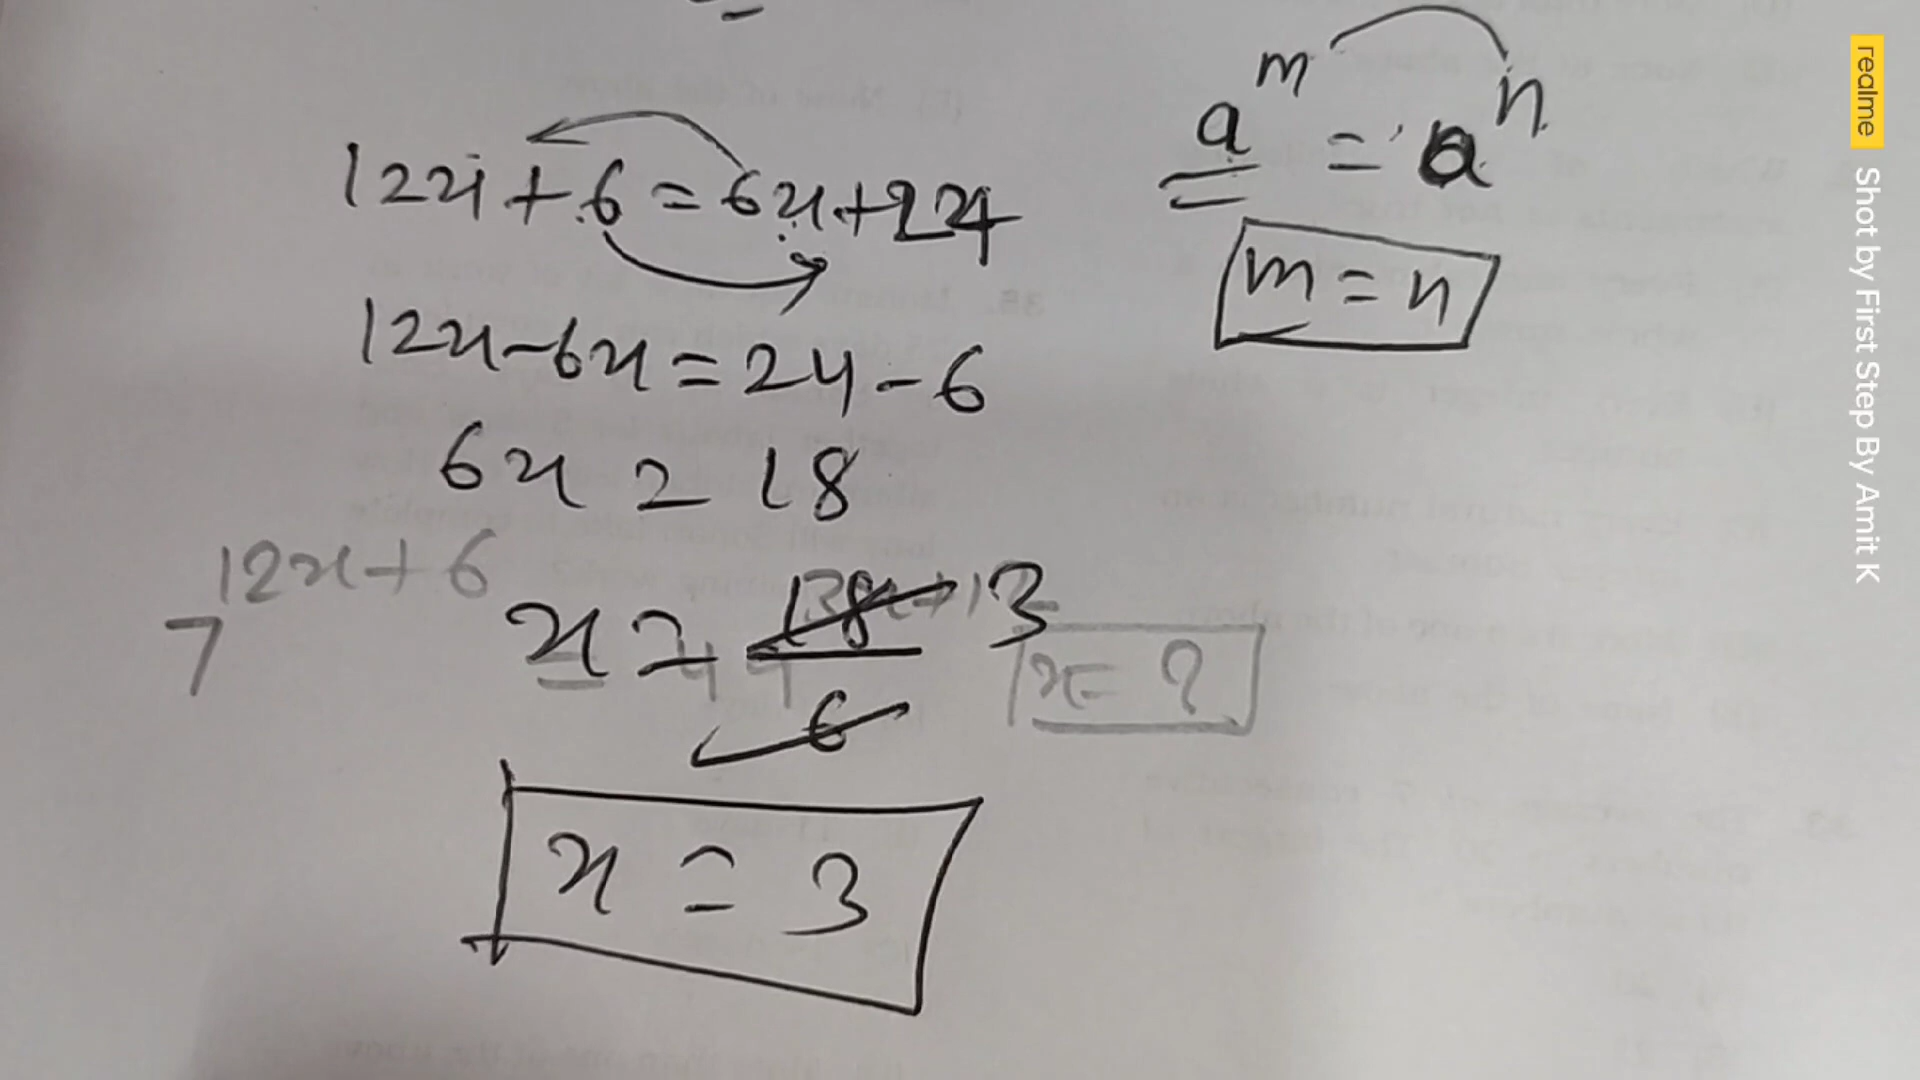 a^m = a^n
m = n
12x + 6 = 6x + 24
12x - 6x = 24 - 6
6x = 18
7^12x+6
x = 18/6 3
x = ?
x = 3
realme Shot by First Step By Amit K